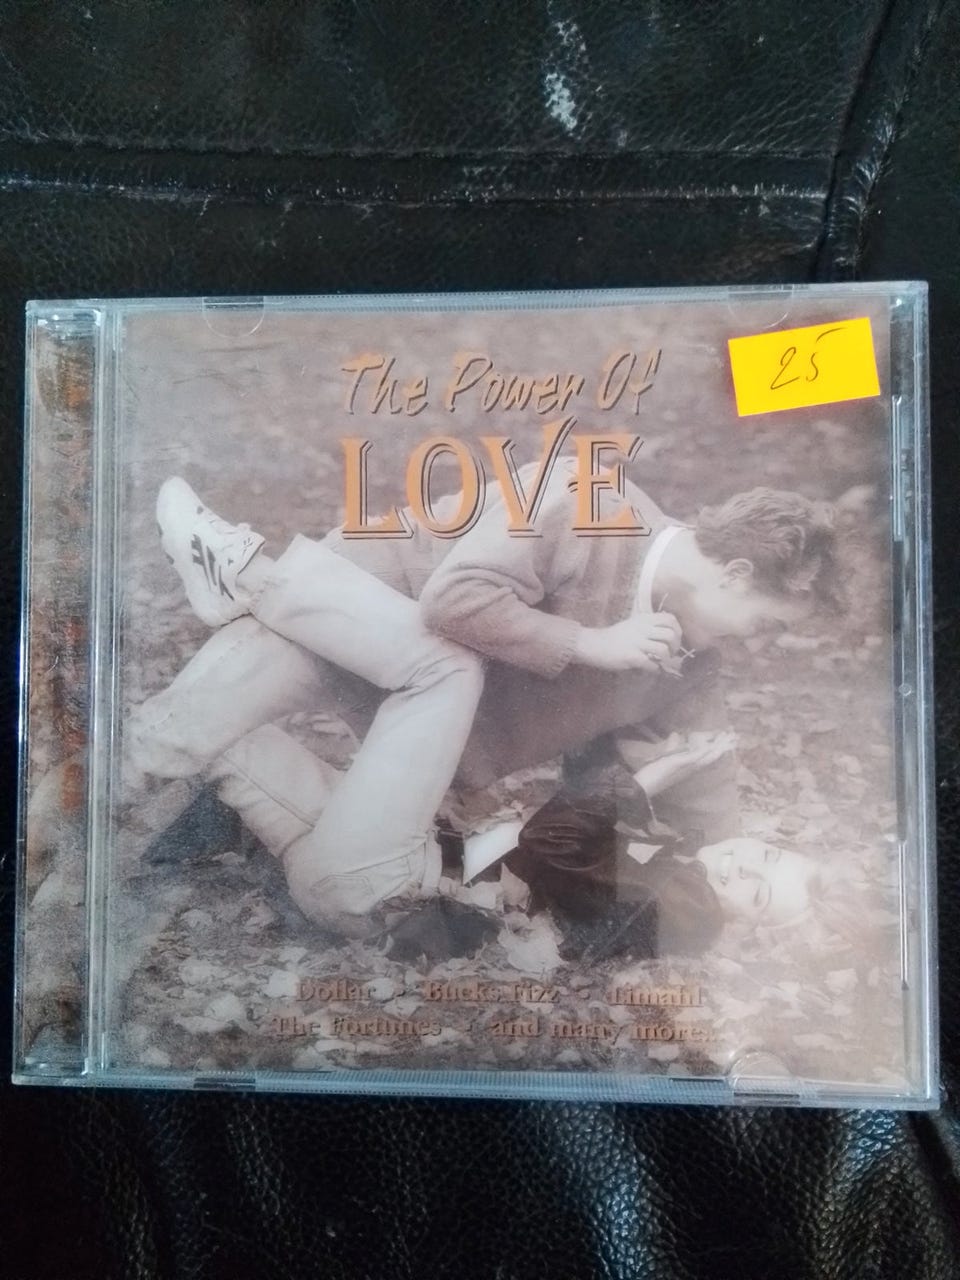 The Power Of
25
LOVE
Dollar • Bucks Fizz • Limahl
The Fortunes • and many more...